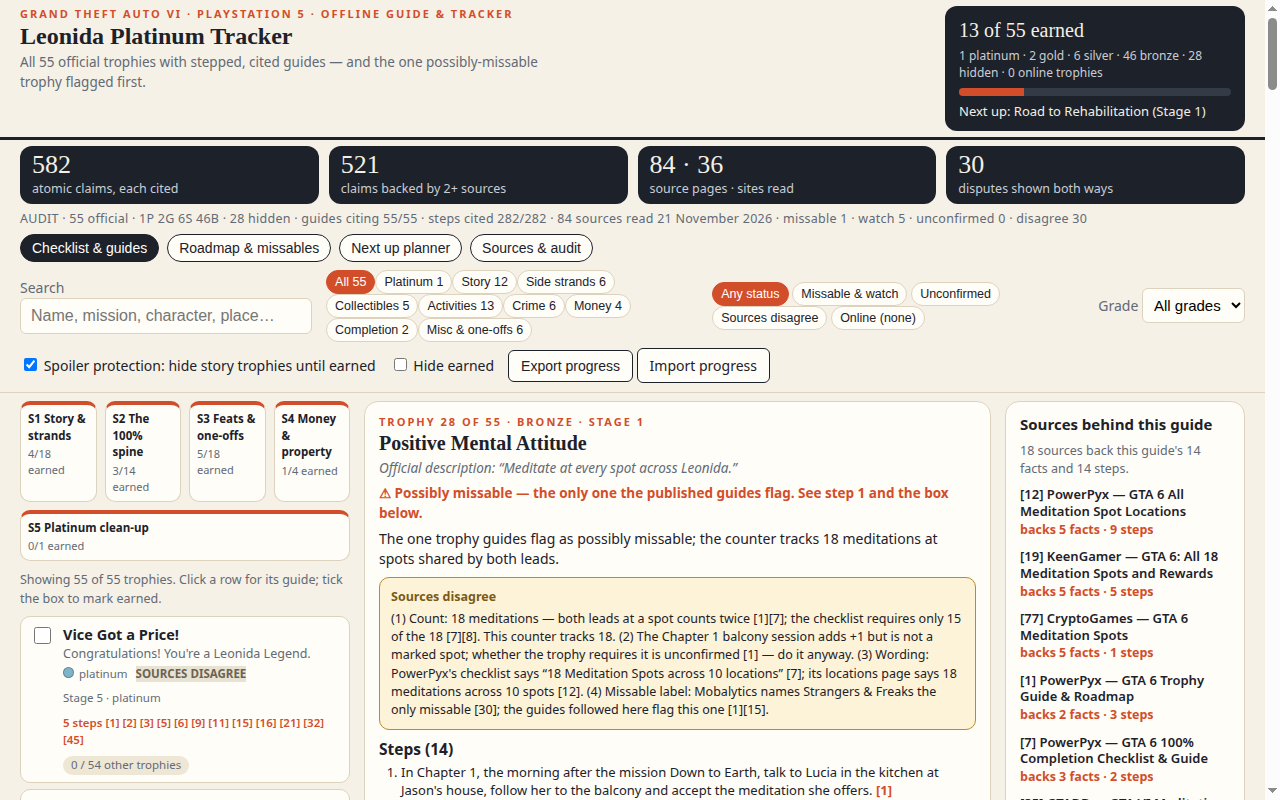 GRAND THEFT AUTO VI · PLAYSTATION 5 · OFFLINE GUIDE & TRACKER
Leonida Platinum Tracker
All 55 official trophies with stepped, cited guides — and the one possibly-missable
trophy flagged first.
13 of 55 earned
1 platinum · 2 gold · 6 silver · 46 bronze · 28
hidden · 0 online trophies
Next up: Road to Rehabilitation (Stage 1)
582
atomic claims, each cited
521
claims backed by 2+ sources
84 · 36
source pages · sites read
30
disputes shown both ways
AUDIT · 55 official · 1P 2G 6S 46B · 28 hidden · guides citing 55/55 · steps cited 282/282 · 84 sources read 21 November 2026 · missable 1 · watch 5 · unconfirmed 0 · disagree 30
Checklist & guides
Roadmap & missables
Next up planner
Sources & audit
Search
Name, mission, character, place…
All 55
Platinum 1
Story 12
Side strands 6
Collectibles 5
Activities 13
Crime 6
Money 4
Completion 2
Misc & one-offs 6
Any status
Missable & watch
Unconfirmed
Sources disagree
Online (none)
Grade
All grades
Spoiler protection: hide story trophies until earned
Hide earned
Export progress
Import progress
S1 Story &
strands
4/18
earned
S2 The
100%
spine
3/14
earned
S3 Feats &
one-offs
5/18
earned
S4 Money
&
property
1/4 earned
S5 Platinum clean-up
0/1 earned
Showing 55 of 55 trophies. Click a row for its guide; tick
the box to mark earned.
Vice Got a Price!
Congratulations! You're a Leonida Legend.
platinum SOURCES DISAGREE
Stage 5 · platinum
5 steps [1] [2] [3] [5] [6] [9] [11] [15] [16] [21] [32]
[45]
0 / 54 other trophies
TROPHY 28 OF 55 · BRONZE · STAGE 1
Positive Mental Attitude
Official description: “Meditate at every spot across Leonida.”
⚠ Possibly missable — the only one the published guides flag. See step 1 and the box
below.
The one trophy guides flag as possibly missable; the counter tracks 18 meditations at
spots shared by both leads.
Sources disagree
(1) Count: 18 meditations — both leads at a spot counts twice [1][7]; the checklist requires only 15
of the 18 [7][8]. This counter tracks 18. (2) The Chapter 1 balcony session adds +1 but is not a
marked spot; whether the trophy requires it is unconfirmed [1] — do it anyway. (3) Wording:
PowerPyx's checklist says “18 Meditation Spots across 10 locations” [7]; its locations page says 18
meditations across 10 spots [12]. (4) Missable label: Mobalytics names Strangers & Freaks the
only missable [30]; the guides followed here flag this one [1][15].
Steps (14)
1. In Chapter 1, the morning after the mission Down to Earth, talk to Lucia in the kitchen at
Jason's house, follow her to the balcony and accept the meditation she offers. [1]
Sources behind this guide
18 sources back this guide's 14
facts and 14 steps.
[12] PowerPyx — GTA 6 All
Meditation Spot Locations
backs 5 facts · 9 steps
[19] KeenGamer — GTA 6: All 18
Meditation Spots and Rewards
backs 5 facts · 5 steps
[77] CryptoGames — GTA 6
Meditation Spots
backs 5 facts · 1 steps
[1] PowerPyx — GTA 6 Trophy
Guide & Roadmap
backs 2 facts · 3 steps
[7] PowerPyx — GTA 6 100%
Completion Checklist & Guide
backs 3 facts · 2 steps